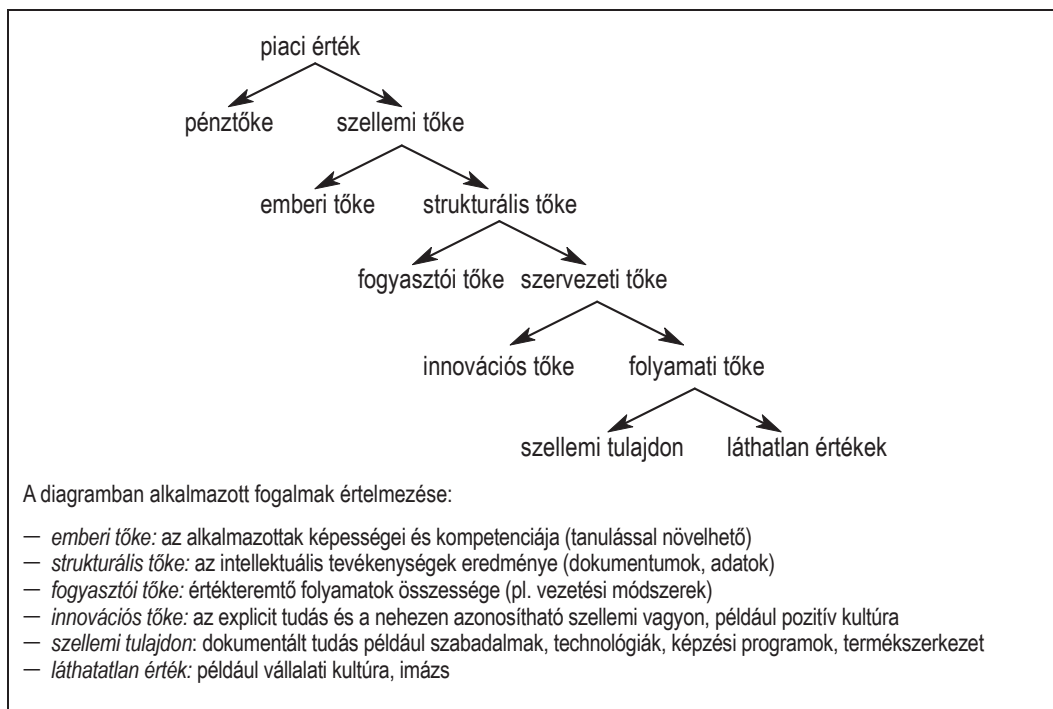 piaci érték
pénztőke szellemi tőke
emberi tőke strukturális tőke
fogyasztói tőke szervezeti tőke
innovációs tőke folyamati tőke
szellemi tulajdon láthatlan értékek
A diagramban alkalmazott fogalmak értelmezése:
— emberi tőke: az alkalmazottak képességei és kompetenciája (tanulással növelhető)
— strukturális tőke: az intellektuális tevékenységek eredménye (dokumentumok, adatok)
— fogyasztói tőke: értékteremtő folyamatok összessége (pl. vezetési módszerek)
— innovációs tőke: az explicit tudás és a nehezen azonosítható szellemi vagyon, például pozitív kultúra
— szellemi tulajdon: dokumentált tudás például szabadalmak, technológiák, képzési programok, termékszerkezet
— láthatatlan érték: például vállalati kultúra, imázs